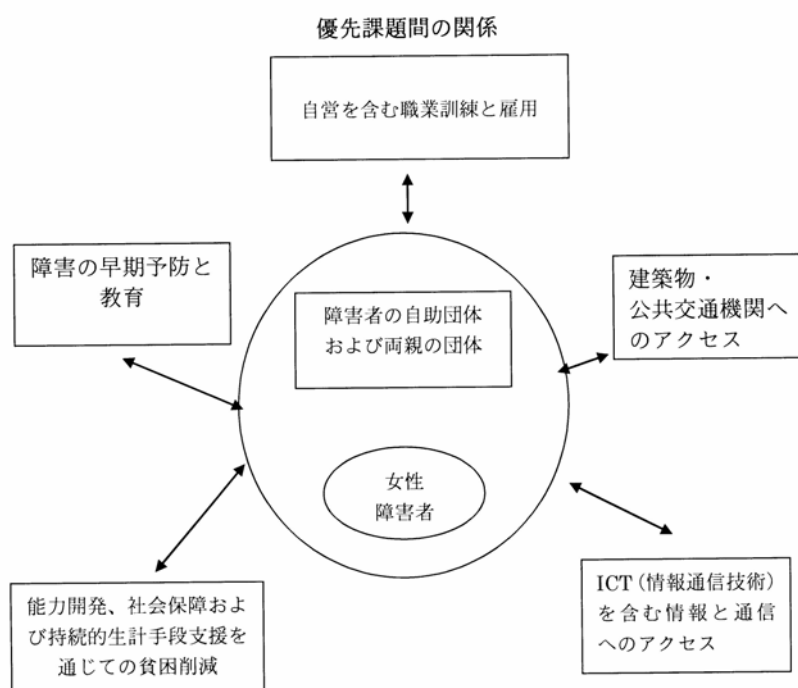 優先課題間の関係
自営を含む職業訓練と雇用
障害の早期予防と
教育
建築物・
公共交通機関へ
のアクセス
障害者の自助団体
および両親の団体
女性
障害者
能力開発、社会保障およ
び持続的生計手段支援を
通じての貧困削減
ICT（情報通信技術）
を含む情報と通信
へのアクセス